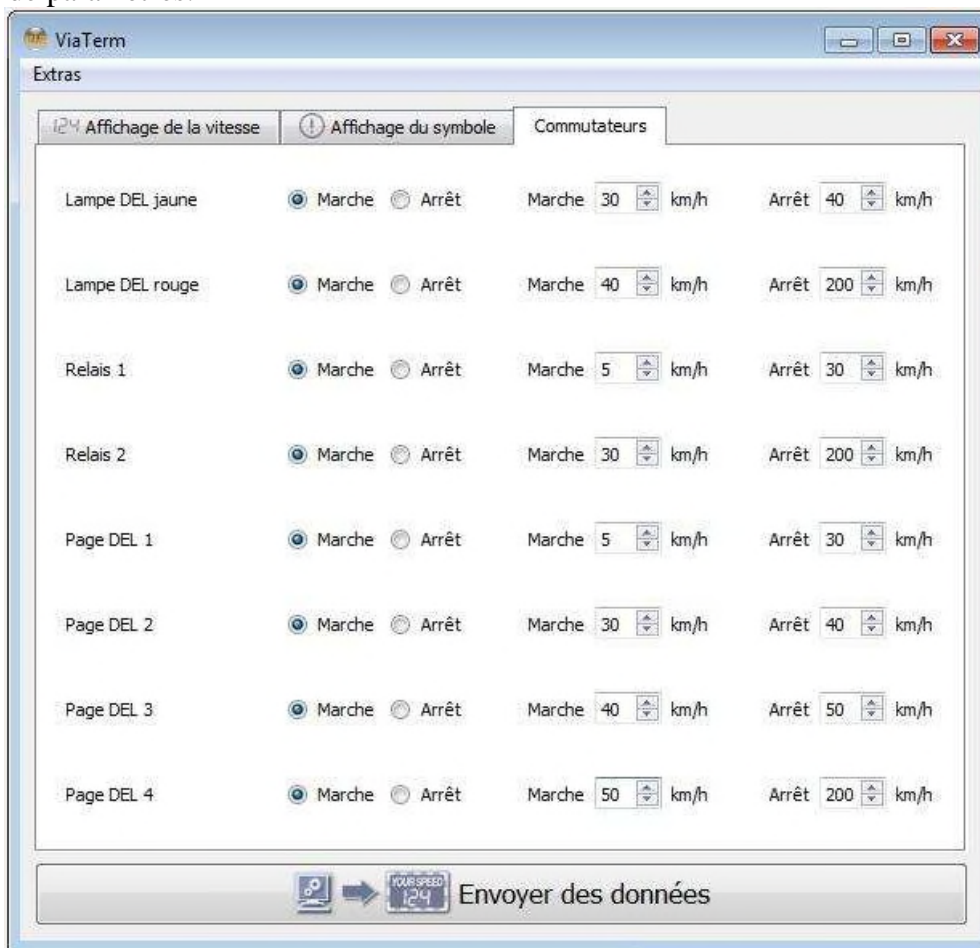 ViaTerm
Extras
124 Affichage de la vitesse Affichage du symbole Commutateurs
Lampe DEL jaune Marche Arrêt Marche 30 km/h Arrêt 40 km/h
Lampe DEL rouge Marche Arrêt Marche 40 km/h Arrêt 200 km/h
Relais 1 Marche Arrêt Marche 5 km/h Arrêt 30 km/h
Relais 2 Marche Arrêt Marche 30 km/h Arrêt 200 km/h
Page DEL 1 Marche Arrêt Marche 5 km/h Arrêt 30 km/h
Page DEL 2 Marche Arrêt Marche 30 km/h Arrêt 40 km/h
Page DEL 3 Marche Arrêt Marche 40 km/h Arrêt 50 km/h
Page DEL 4 Marche Arrêt Marche 50 km/h Arrêt 200 km/h
YOUR SPEED
124
Envoyer des données